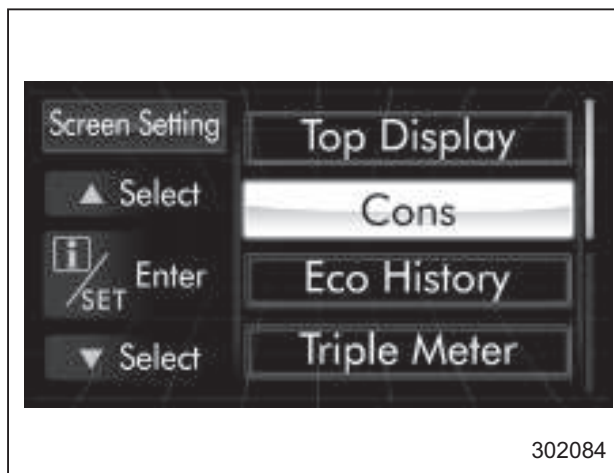 Screen Setting
▲ Select
i/SET Enter
▼ Select
Top Display
Cons
Eco History
Triple Meter
302084